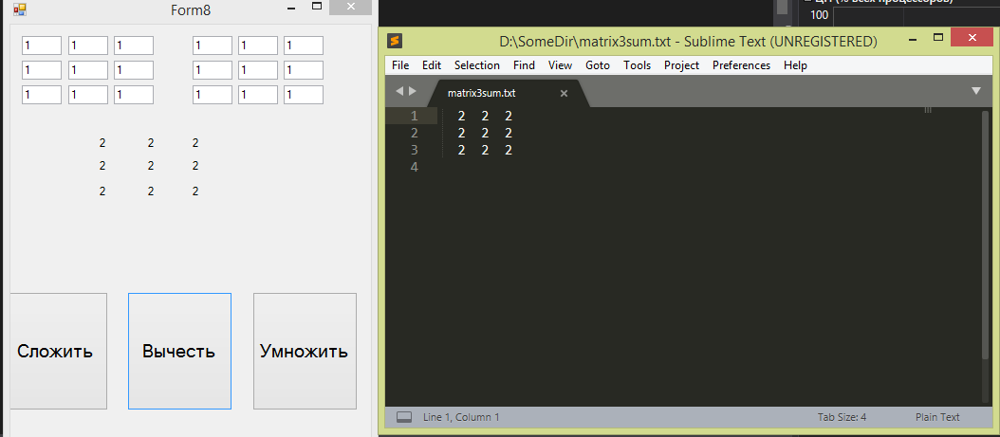 Form8
1 1 1 1 1 1
1 1 1 1 1 1
1 1 1 1 1 1
2 2 2
2 2 2
2 2 2
Сложить Вычесть Умножить
ЦП (% всех процессоров)
100
D:\SomeDir\matrix3sum.txt - Sublime Text (UNREGISTERED)
File Edit Selection Find View Goto Tools Project Preferences Help
matrix3sum.txt
1 2 2 2
2 2 2 2
3 2 2 2
4
Line 1, Column 1 Tab Size: 4 Plain Text